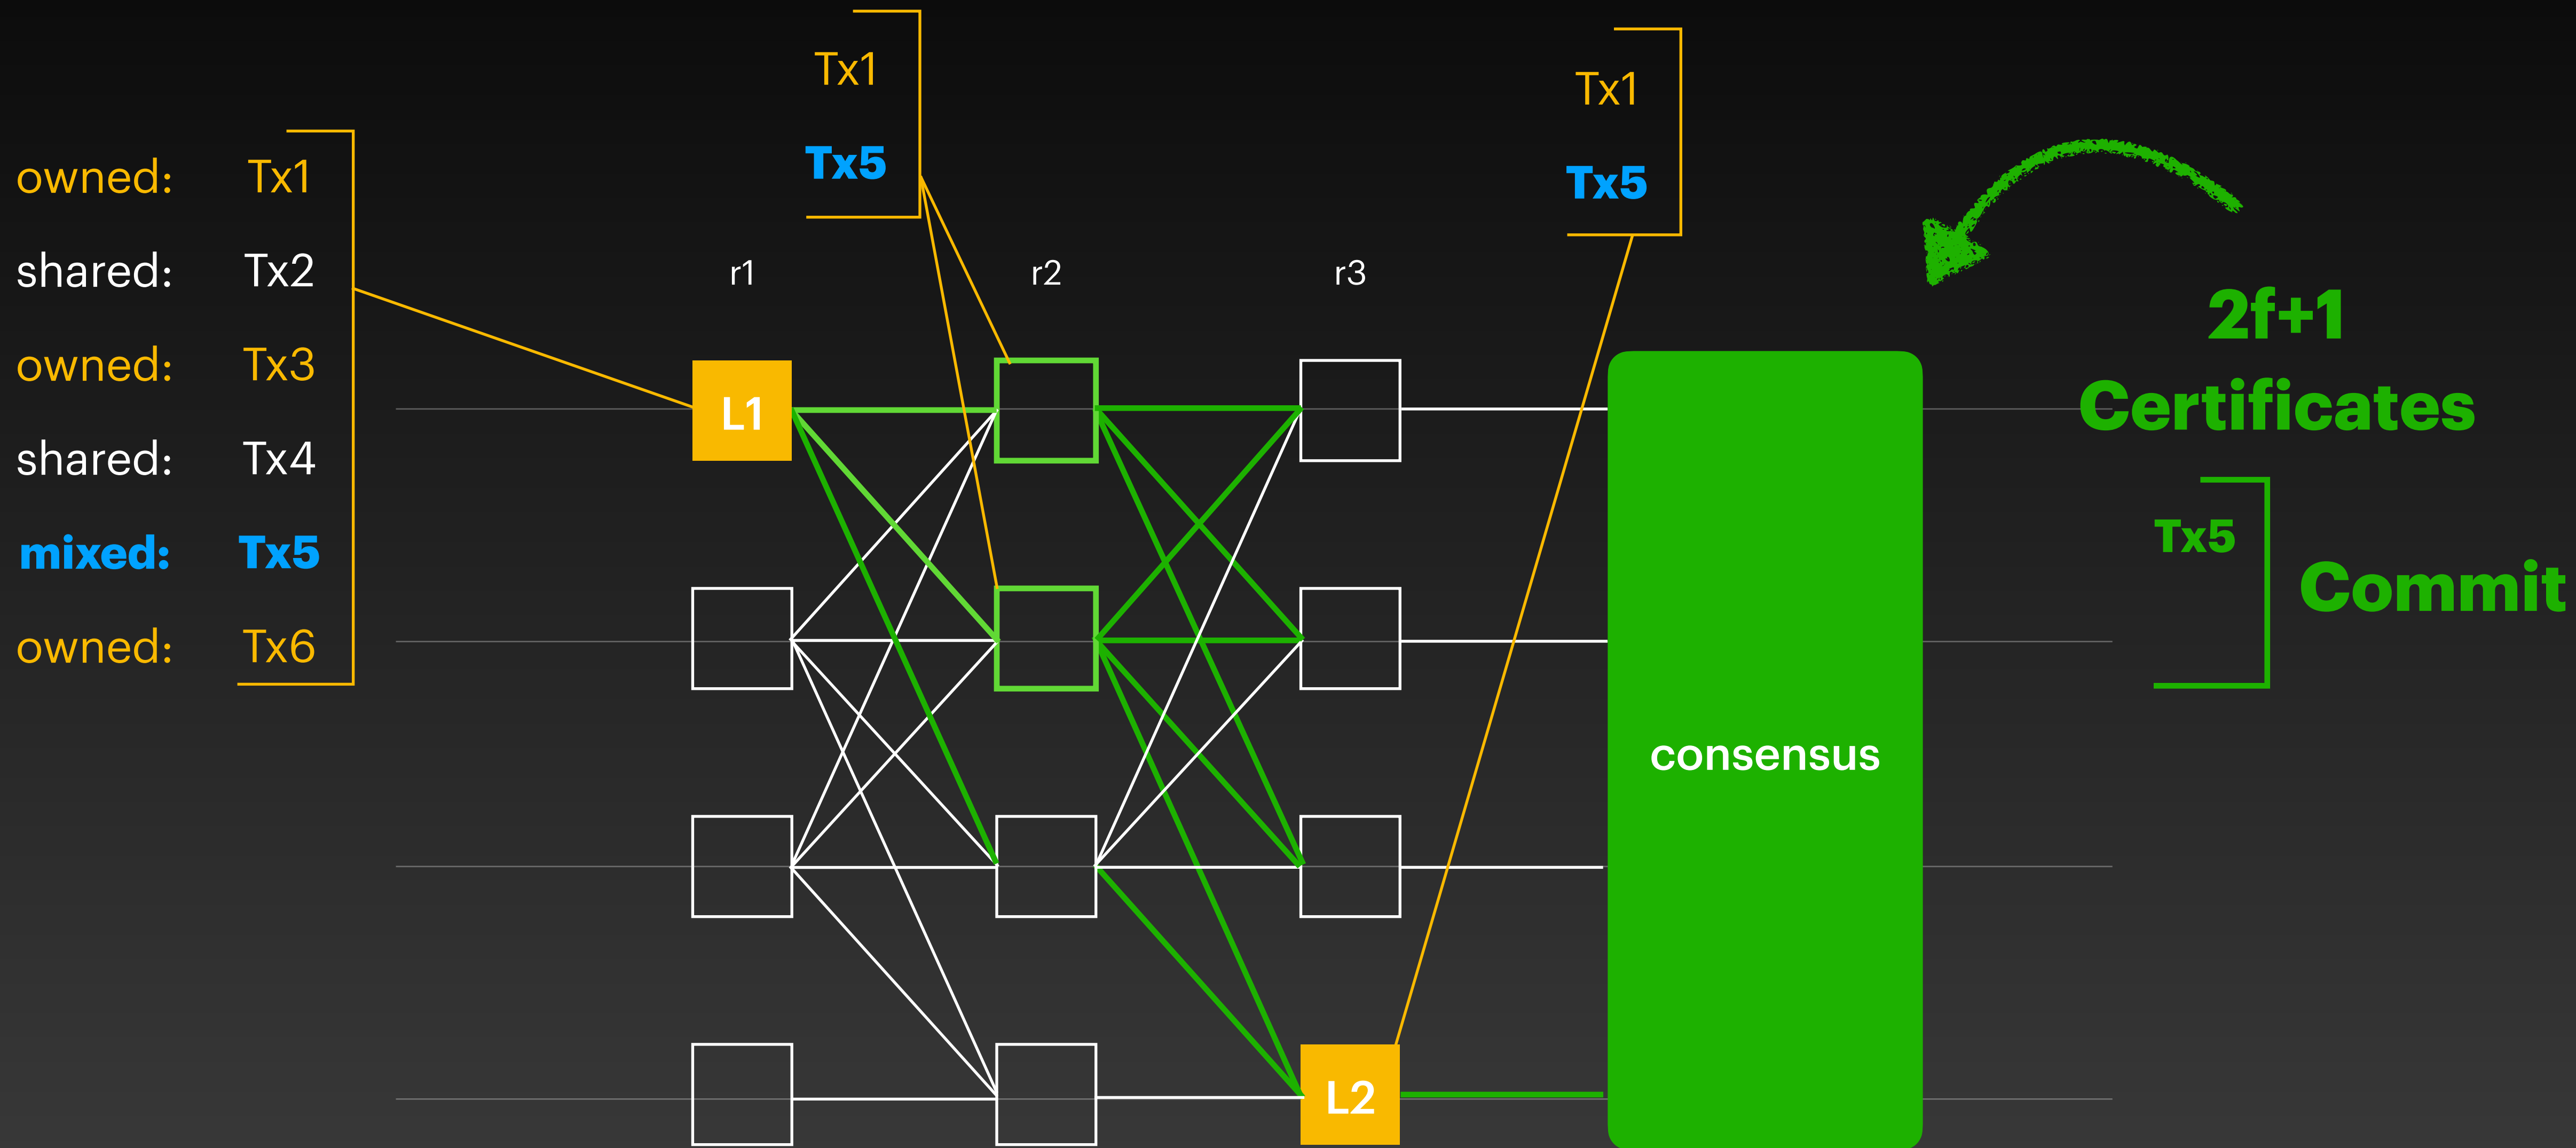 Tx1
Tx5
Tx1
Tx5
owned: Tx1
shared: Tx2
owned: Tx3
shared: Tx4
mixed: Tx5
owned: Tx6
r1 r2 r3
L1
L2
consensus
2f+1
Certificates
Tx5
Commit